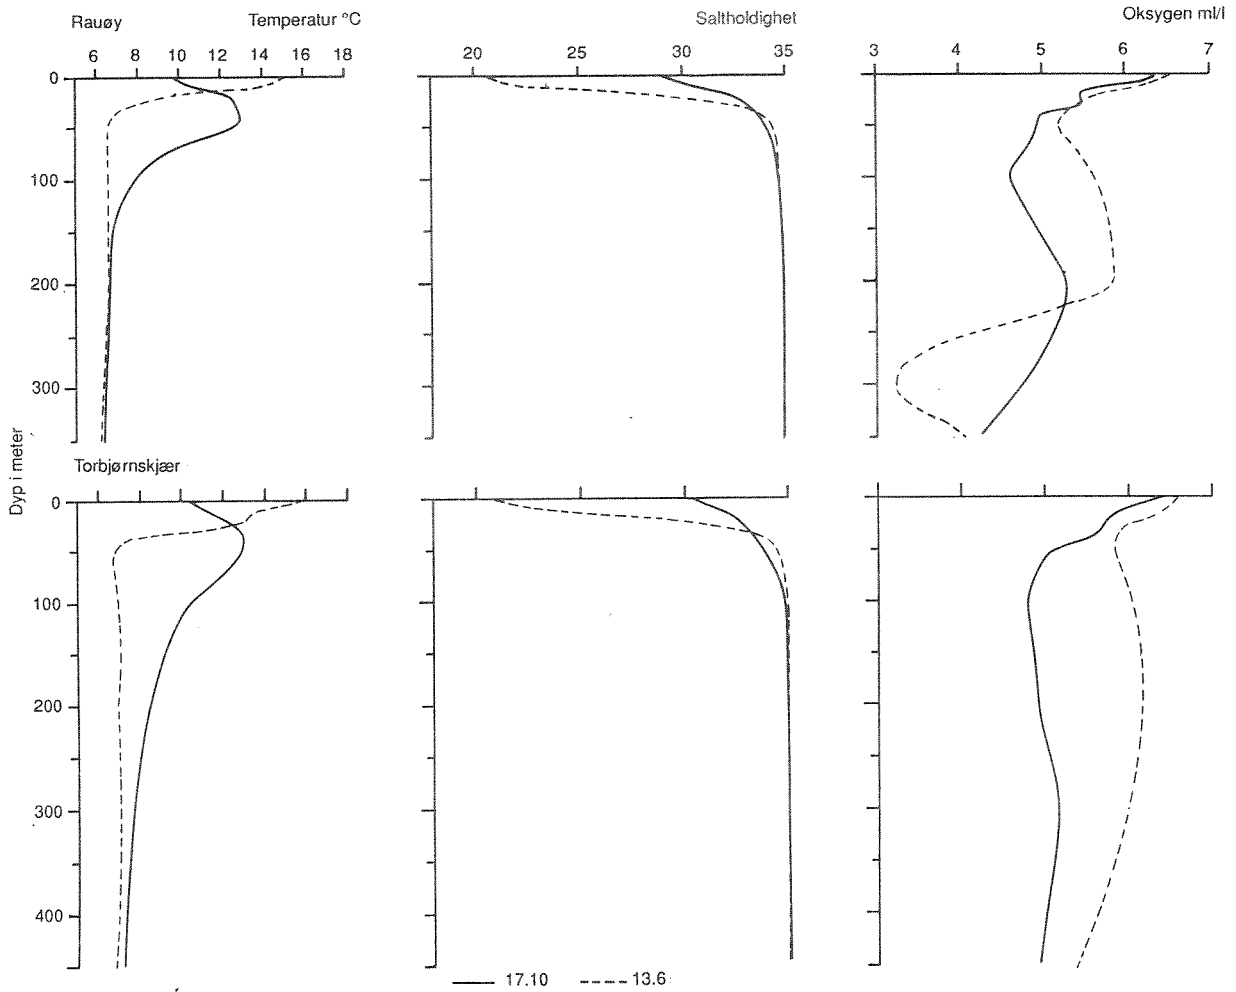 Rauøy Temperatur °C Saltholdighet Oksygen ml/l
6 8 10 12 14 16 18 20 25 30 35 3 4 5 6 7
0
100
200
300
Dyp i meter
Torbjørnskjær
0
100
200
300
400
17.10 13.6